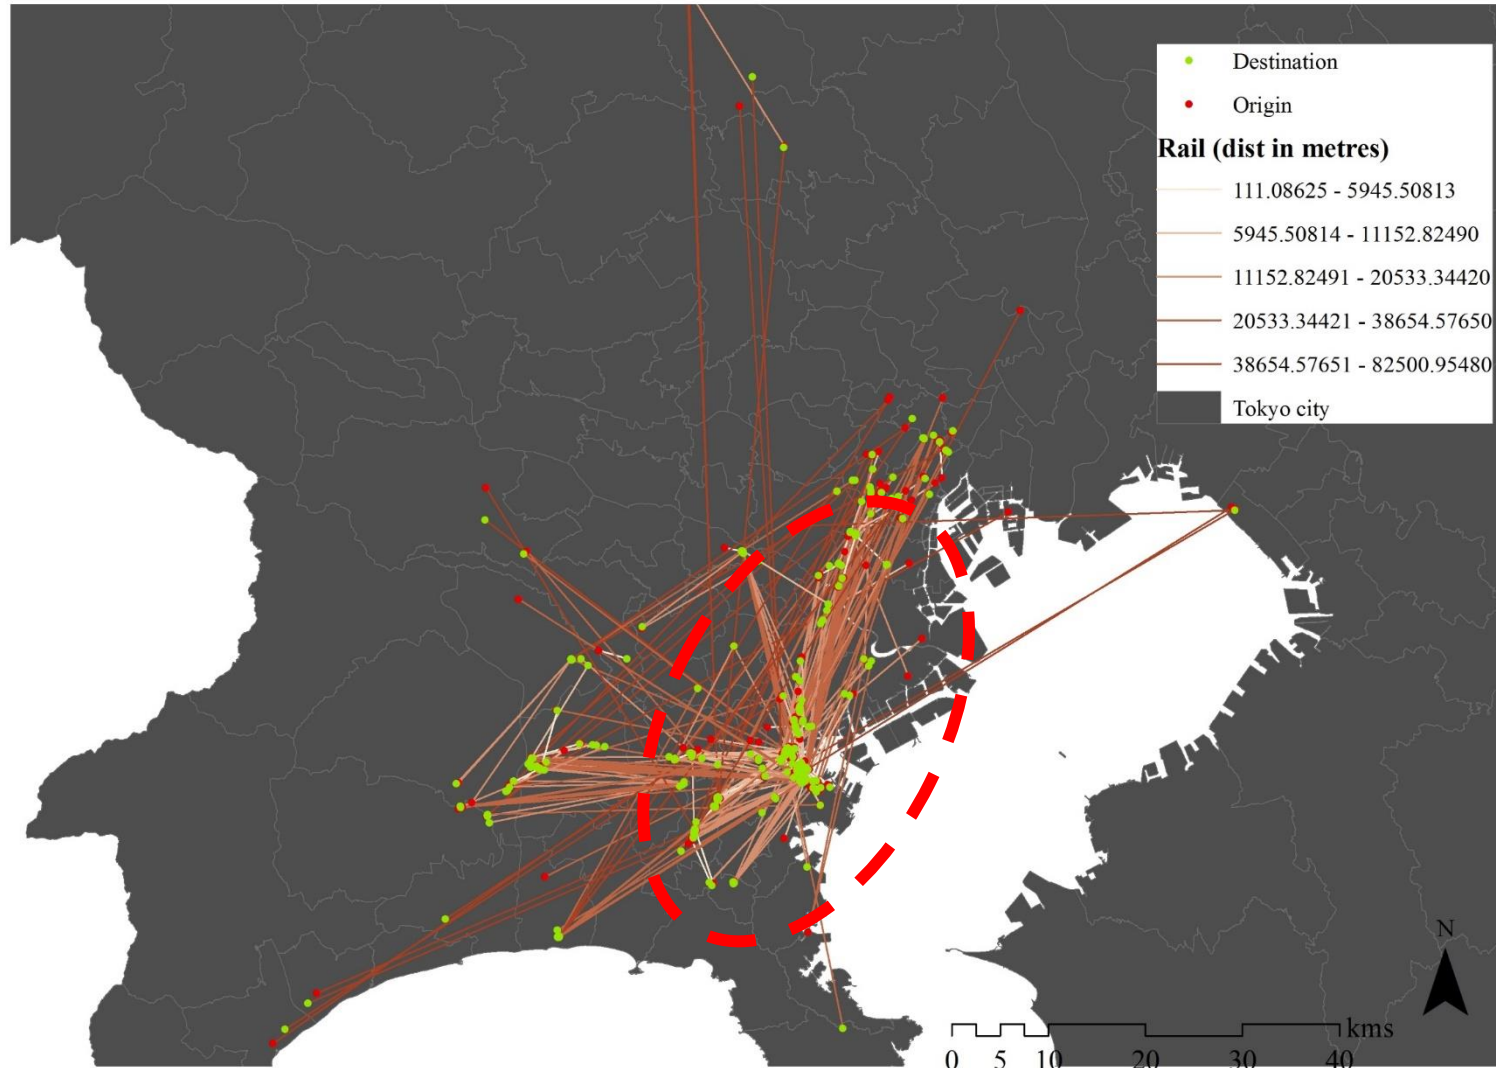 Destination
Origin
Rail (dist in metres)
111.08625 - 5945.50813
5945.50814 - 11152.82490
11152.82491 - 20533.34420
20533.34421 - 38654.57650
38654.57651 - 82500.95480
Tokyo city
N
kms
0 5 10 20 30 40